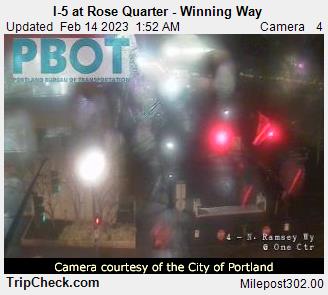 I-5 at Rose Quarter - Winning Way
Updated Feb 14 2023 1:52 AM Camera 4
PBOT
PORTLAND BUREAU OF TRANSPORTATION
4 - N. Ramsey Wy
@ One Ctr
Camera courtesy of the City of Portland
TripCheck.com Milepost302.00